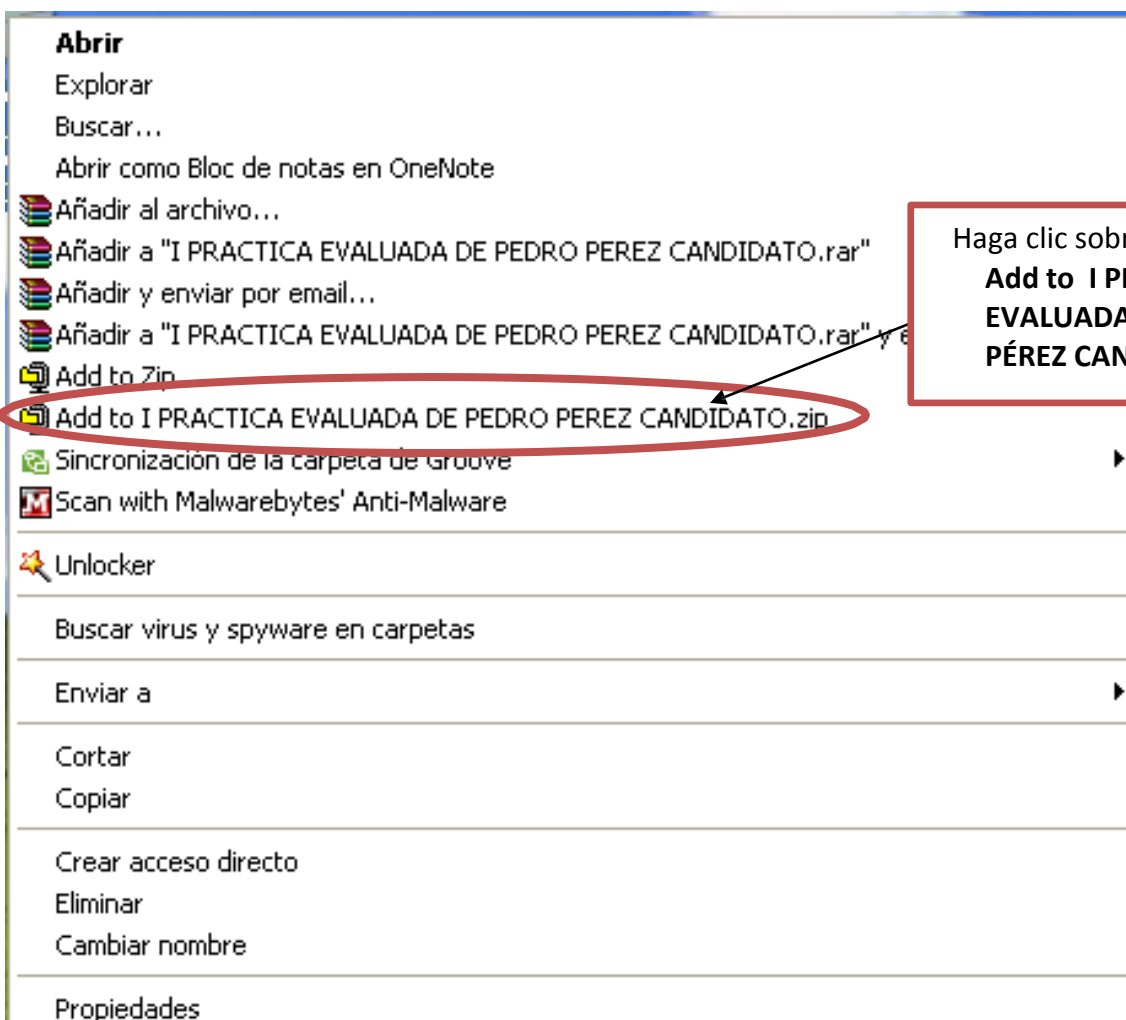 Abrir
Explorar
Buscar...
Abrir como Bloc de notas en OneNote
Añadir al archivo...
Añadir a "I PRACTICA EVALUADA DE PEDRO PEREZ CANDIDATO.rar"
Añadir y enviar por email...
Añadir a "I PRACTICA EVALUADA DE PEDRO PEREZ CANDIDATO.rar" y
Add to Zip
Add to I PRACTICA EVALUADA DE PEDRO PEREZ CANDIDATO.zip
Sincronización de la carpeta de Groove
Scan with Malwarebytes' Anti-Malware
Unlocker
Buscar virus y spyware en carpetas
Enviar a
Cortar
Copiar
Crear acceso directo
Eliminar
Cambiar nombre
Propiedades
Haga clic
Add to I
EVALUADA
PÉREZ